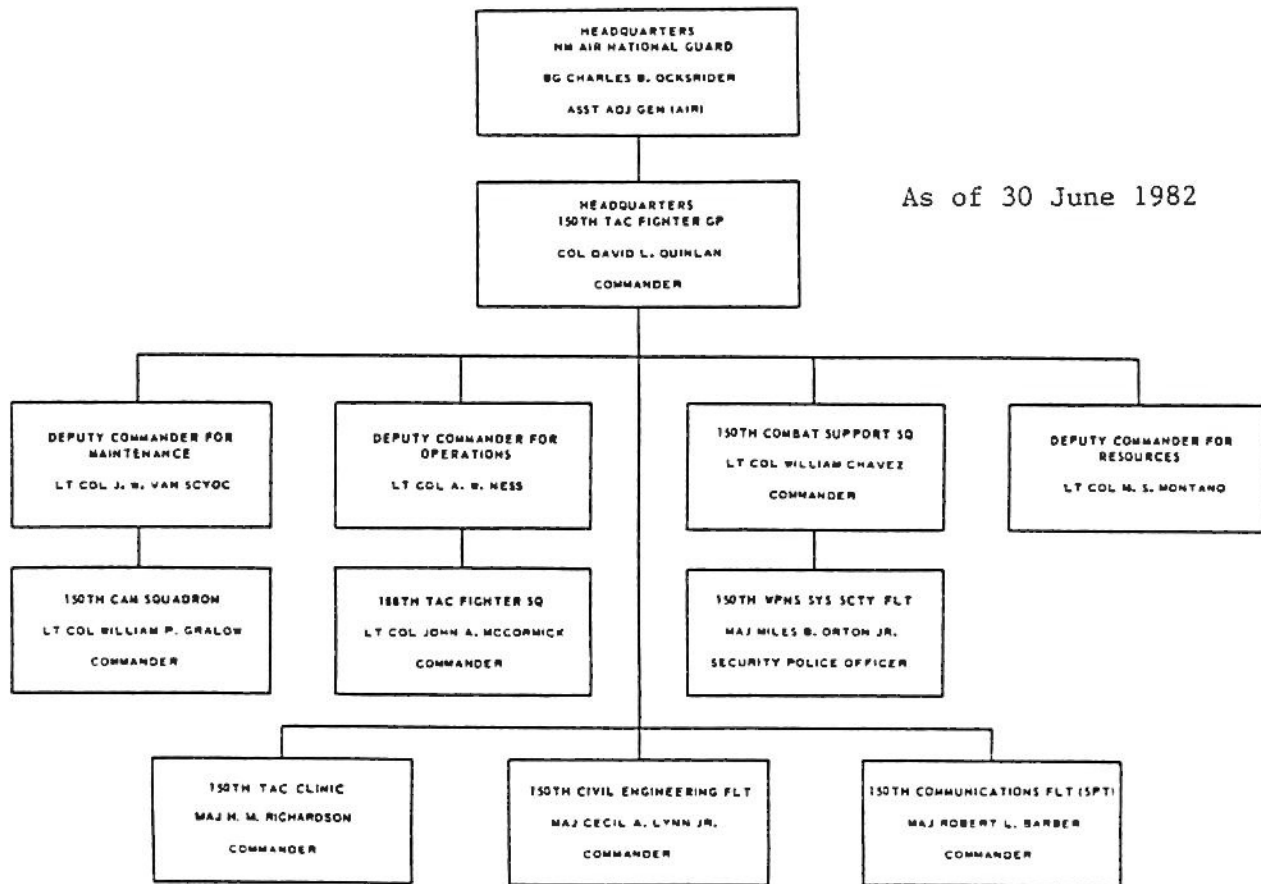 HEADQUARTERS
NM AIR NATIONAL GUARD
BG CHARLES B. OCKSRIDER
ASST ADJ GEN (AIR)
As of 30 June 1982
HEADQUARTERS
150TH TAC FIGHTER GP
COL DAVID L. QUINLAN
COMMANDER
DEPUTY COMMANDER FOR
MAINTENANCE
LT COL J. W. VAN SCYOC
DEPUTY COMMANDER FOR
OPERATIONS
LT COL A. W. NESS
150TH COMBAT SUPPORT SQ
LT COL WILLIAM CHAVEZ
COMMANDER
DEPUTY COMMANDER FOR
RESOURCES
LT COL M. S. MONTANO
150TH CAM SQUADRON
LT COL WILLIAM P. GRALOW
COMMANDER
188TH TAC FIGHTER SQ
LT COL JOHN A. MCCORMICK
COMMANDER
150TH WPNS SYS SCTY FLT
MAJ MILES B. ORTON JR.
SECURITY POLICE OFFICER
150TH TAC CLINIC
MAJ H. M. RICHARDSON
COMMANDER
150TH CIVIL ENGINEERING FLT
MAJ CECIL A. LYNN JR.
COMMANDER
150TH COMMUNICATIONS FLT (SPT)
MAJ ROBERT L. BARBER
COMMANDER